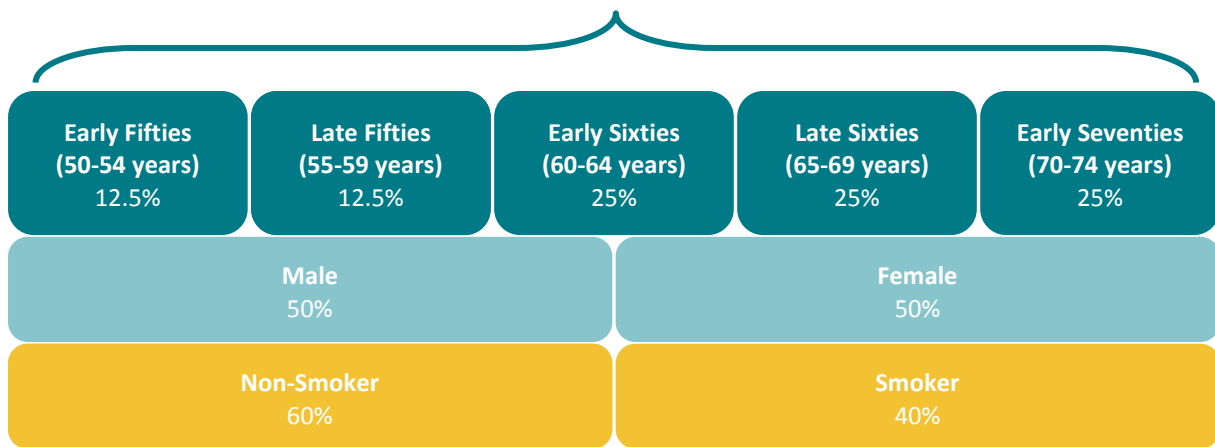 Early Fifties
(50-54 years)
12.5%
Late Fifties
(55-59 years)
12.5%
Early Sixties
(60-64 years)
25%
Late Sixties
(65-69 years)
25%
Early Seventies
(70-74 years)
25%
Male
50%
Female
50%
Non-Smoker
60%
Smoker
40%